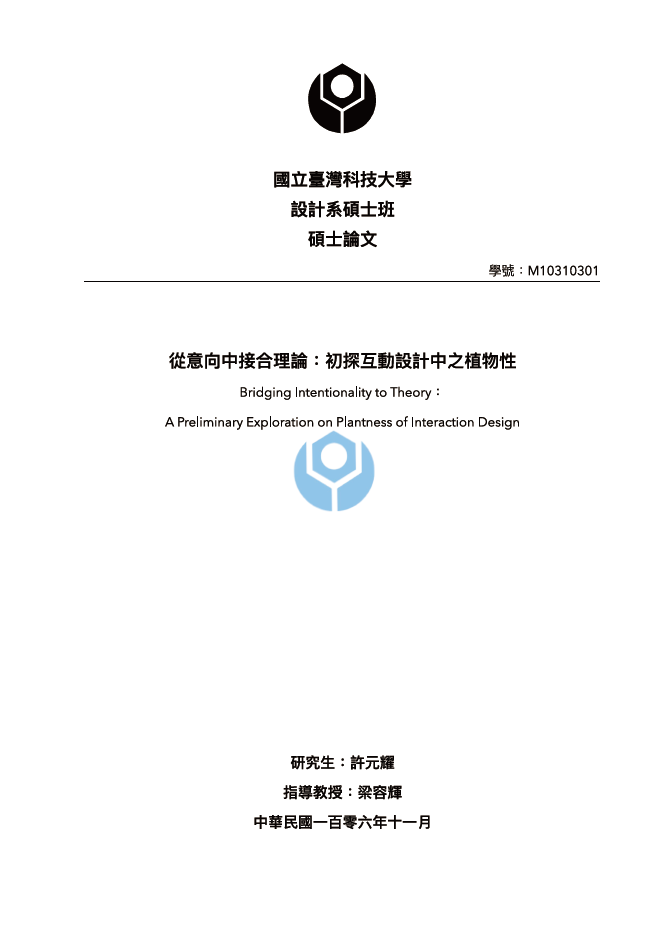 國立臺灣科技大學
設計系碩士班
碩士論文
學號：M10310301
從意向中接合理論：初探互動設計中之植物性
Bridging Intentionality to Theory：
A Preliminary Exploration on Plantness of Interaction Design
研究生：許元耀
指導教授：梁容輝
中華民國一百零六年十一月